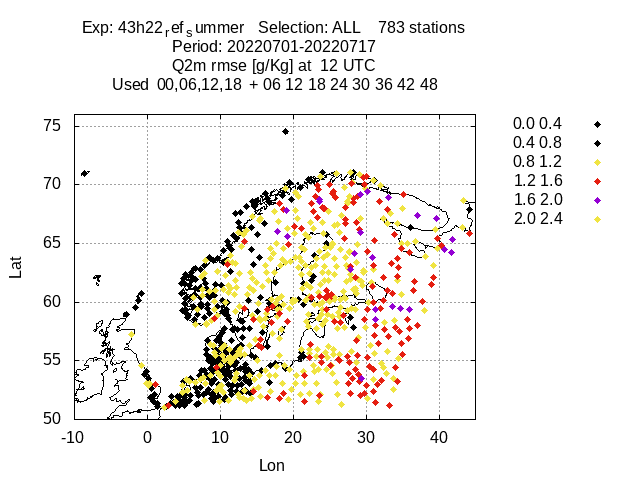 Exp: 43h22ref summer Selection: ALL 783 stations
Period: 20220701-20220717
Q2m rmse [g/Kg] at 12 UTC
Used 00,06,12,18 + 06 12 18 24 30 36 42 48
0.0 0.4
0.4 0.8
0.8 1.2
1.2 1.6
1.6 2.0
2.0 2.4
75
70
65
60
55
50
Lat
-10 0 10 20 30 40
Lon